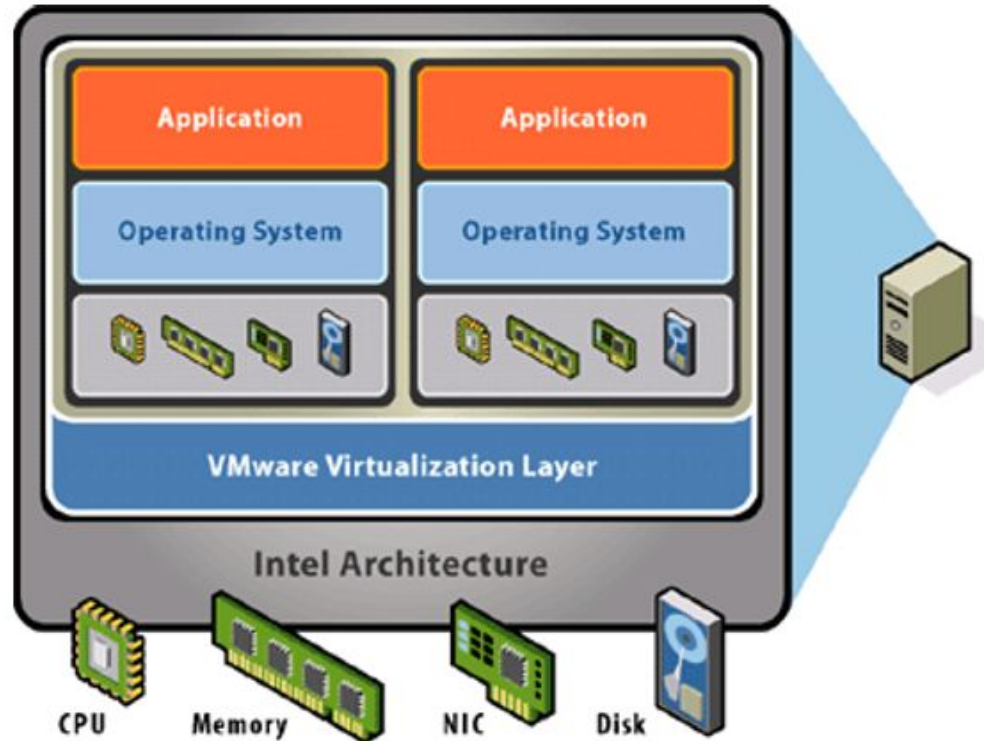 Application
Application
Operating System
Operating System
VMware Virtualization Layer
Intel Architecture
CPU
Memory
NIC
Disk